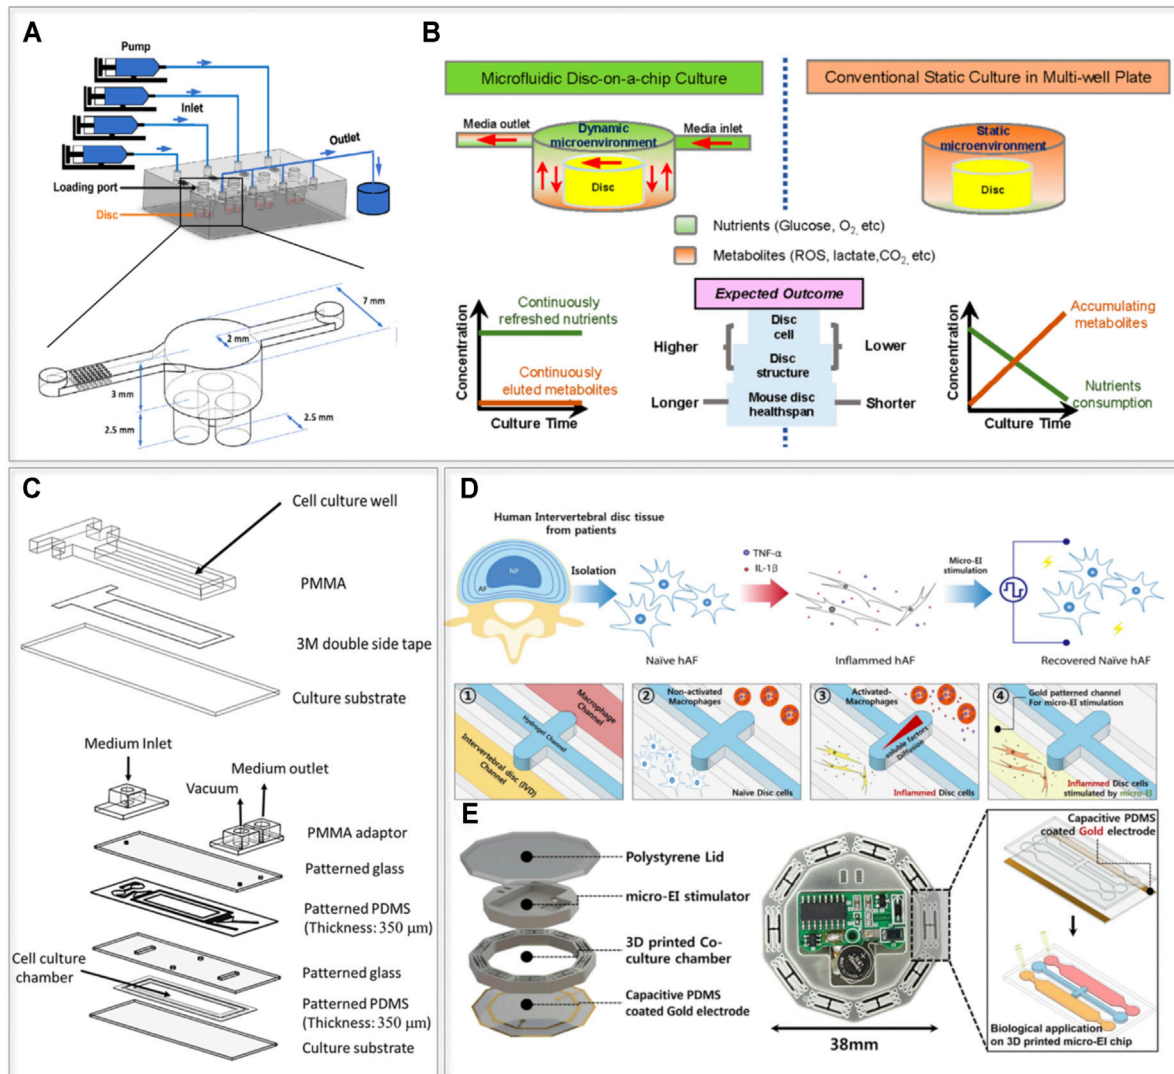 A
Pump
Inlet
Outlet
Loading port
Disc
7 mm
2 mm
3 mm
2.5 mm
2.5 mm
B
Microfluidic Disc-on-a-chip Culture
Conventional Static Culture in Multi-well Plate
Media outlet
Dynamic
microenvironment
Media inlet
Disc
Static
microenvironment
Disc
Nutrients (Glucose, O2, etc)
Metabolites (ROS, lactate,CO2, etc)
Concentration
Continuously
refreshed nutrients
Continuously
eluted metabolites
Culture Time
Expected Outcome
Disc
cell
Higher
Lower
Disc
structure
Longer
Mouse disc
healthspan
Shorter
Concentration
Accumulating
metabolites
Nutrients
consumption
Culture Time
C
Cell culture well
PMMA
3M double side tape
Culture substrate
Medium Inlet
Medium outlet
Vacuum
PMMA adaptor
Patterned glass
Patterned PDMS
(Thickness: 350 μm)
Patterned glass
Cell culture
chamber
Patterned PDMS
(Thickness: 350 μm)
Culture substrate
D
Human Intervertebral disc tissue
from patients
NP
AF
Isolation
TNF-α
IL-1β
Micro-EI
stimulation
Naïve hAF
Inflammed hAF
Recovered Naïve hAF
1
Macrophage
Channel
Hydrogel Channel
Intervertebral disc (IVD)
Channel
2
Non-activated
Macrophages
Naïve Disc cells
3
Activated-
Macrophages
soluble factors
Diffusion
Inflammed Disc cells
4
Gold patterned channel
For micro-EI stimulation
Inflammed Disc cells
stimulated by micro-EI
E
Polystyrene Lid
micro-EI stimulator
3D printed Co-
culture chamber
Capacitive PDMS
coated Gold electrode
38mm
Capacitive PDMS
coated Gold electrode
Biological application
on 3D printed micro-EI chip